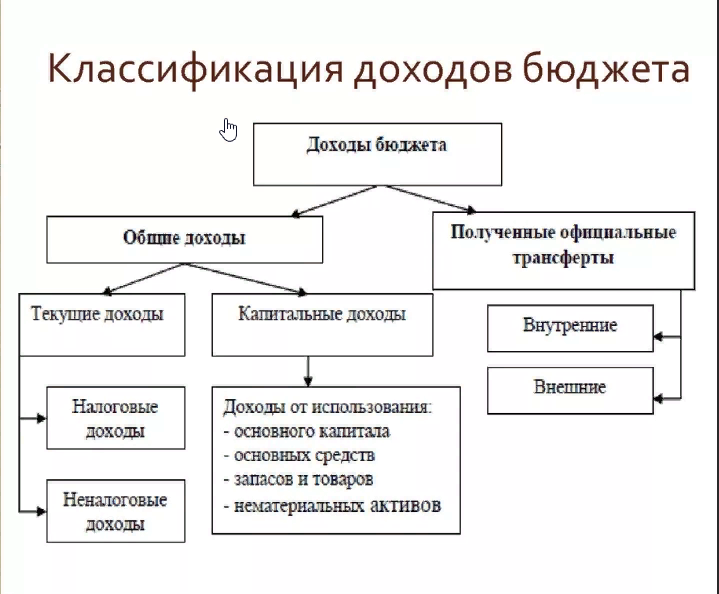 Классификация доходов бюджета
Доходы бюджета
Общие доходы
Полученные официальные
трансферты
Текущие доходы
Капитальные доходы
Внутренние
Внешние
Налоговые
доходы
Доходы от использования:
- основного капитала
- основных средств
- запасов и товаров
- нематериальных активов
Неналоговые
доходы